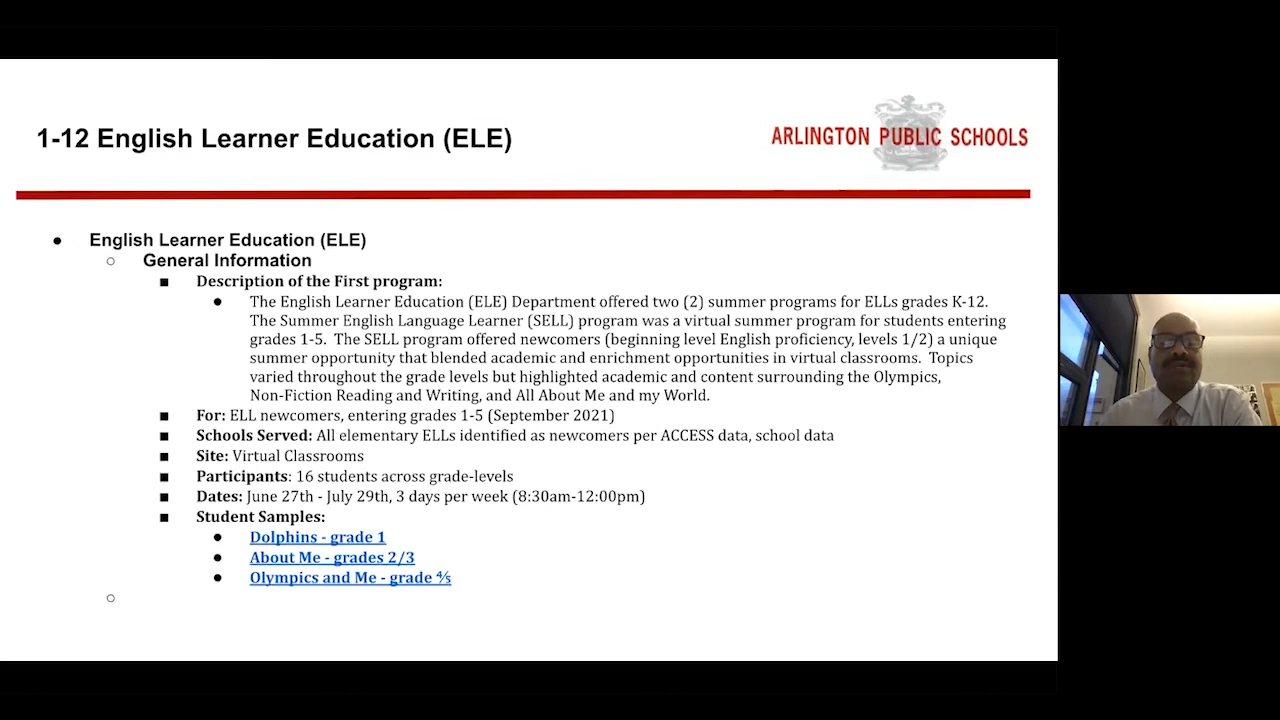 1-12 English Learner Education (ELE)
ARLINGTON PUBLIC SCHOOLS
● English Learner Education (ELE)
○ General Information
■ Description of the First program:
● The English Learner Education (ELE) Department offered two (2) summer programs for ELLs grades K-12.
The Summer English Language Learner (SELL) program was a virtual summer program for students entering
grades 1-5. The SELL program offered newcomers (beginning level English proficiency, levels 1/2) a unique
summer opportunity that blended academic and enrichment opportunities in virtual classrooms. Topics
varied throughout the grade levels but highlighted academic and content surrounding the Olympics,
Non-Fiction Reading and Writing, and All About Me and my World.
■ For: ELL newcomers, entering grades 1-5 (September 2021)
■ Schools Served: All elementary ELLs identified as newcomers per ACCESS data, school data
■ Site: Virtual Classrooms
■ Participants: 16 students across grade-levels
■ Dates: June 27th - July 29th, 3 days per week (8:30am-12:00pm)
■ Student Samples:
● Dolphins - grade 1
● About Me - grades 2/3
● Olympics and Me - grade ⅘
○